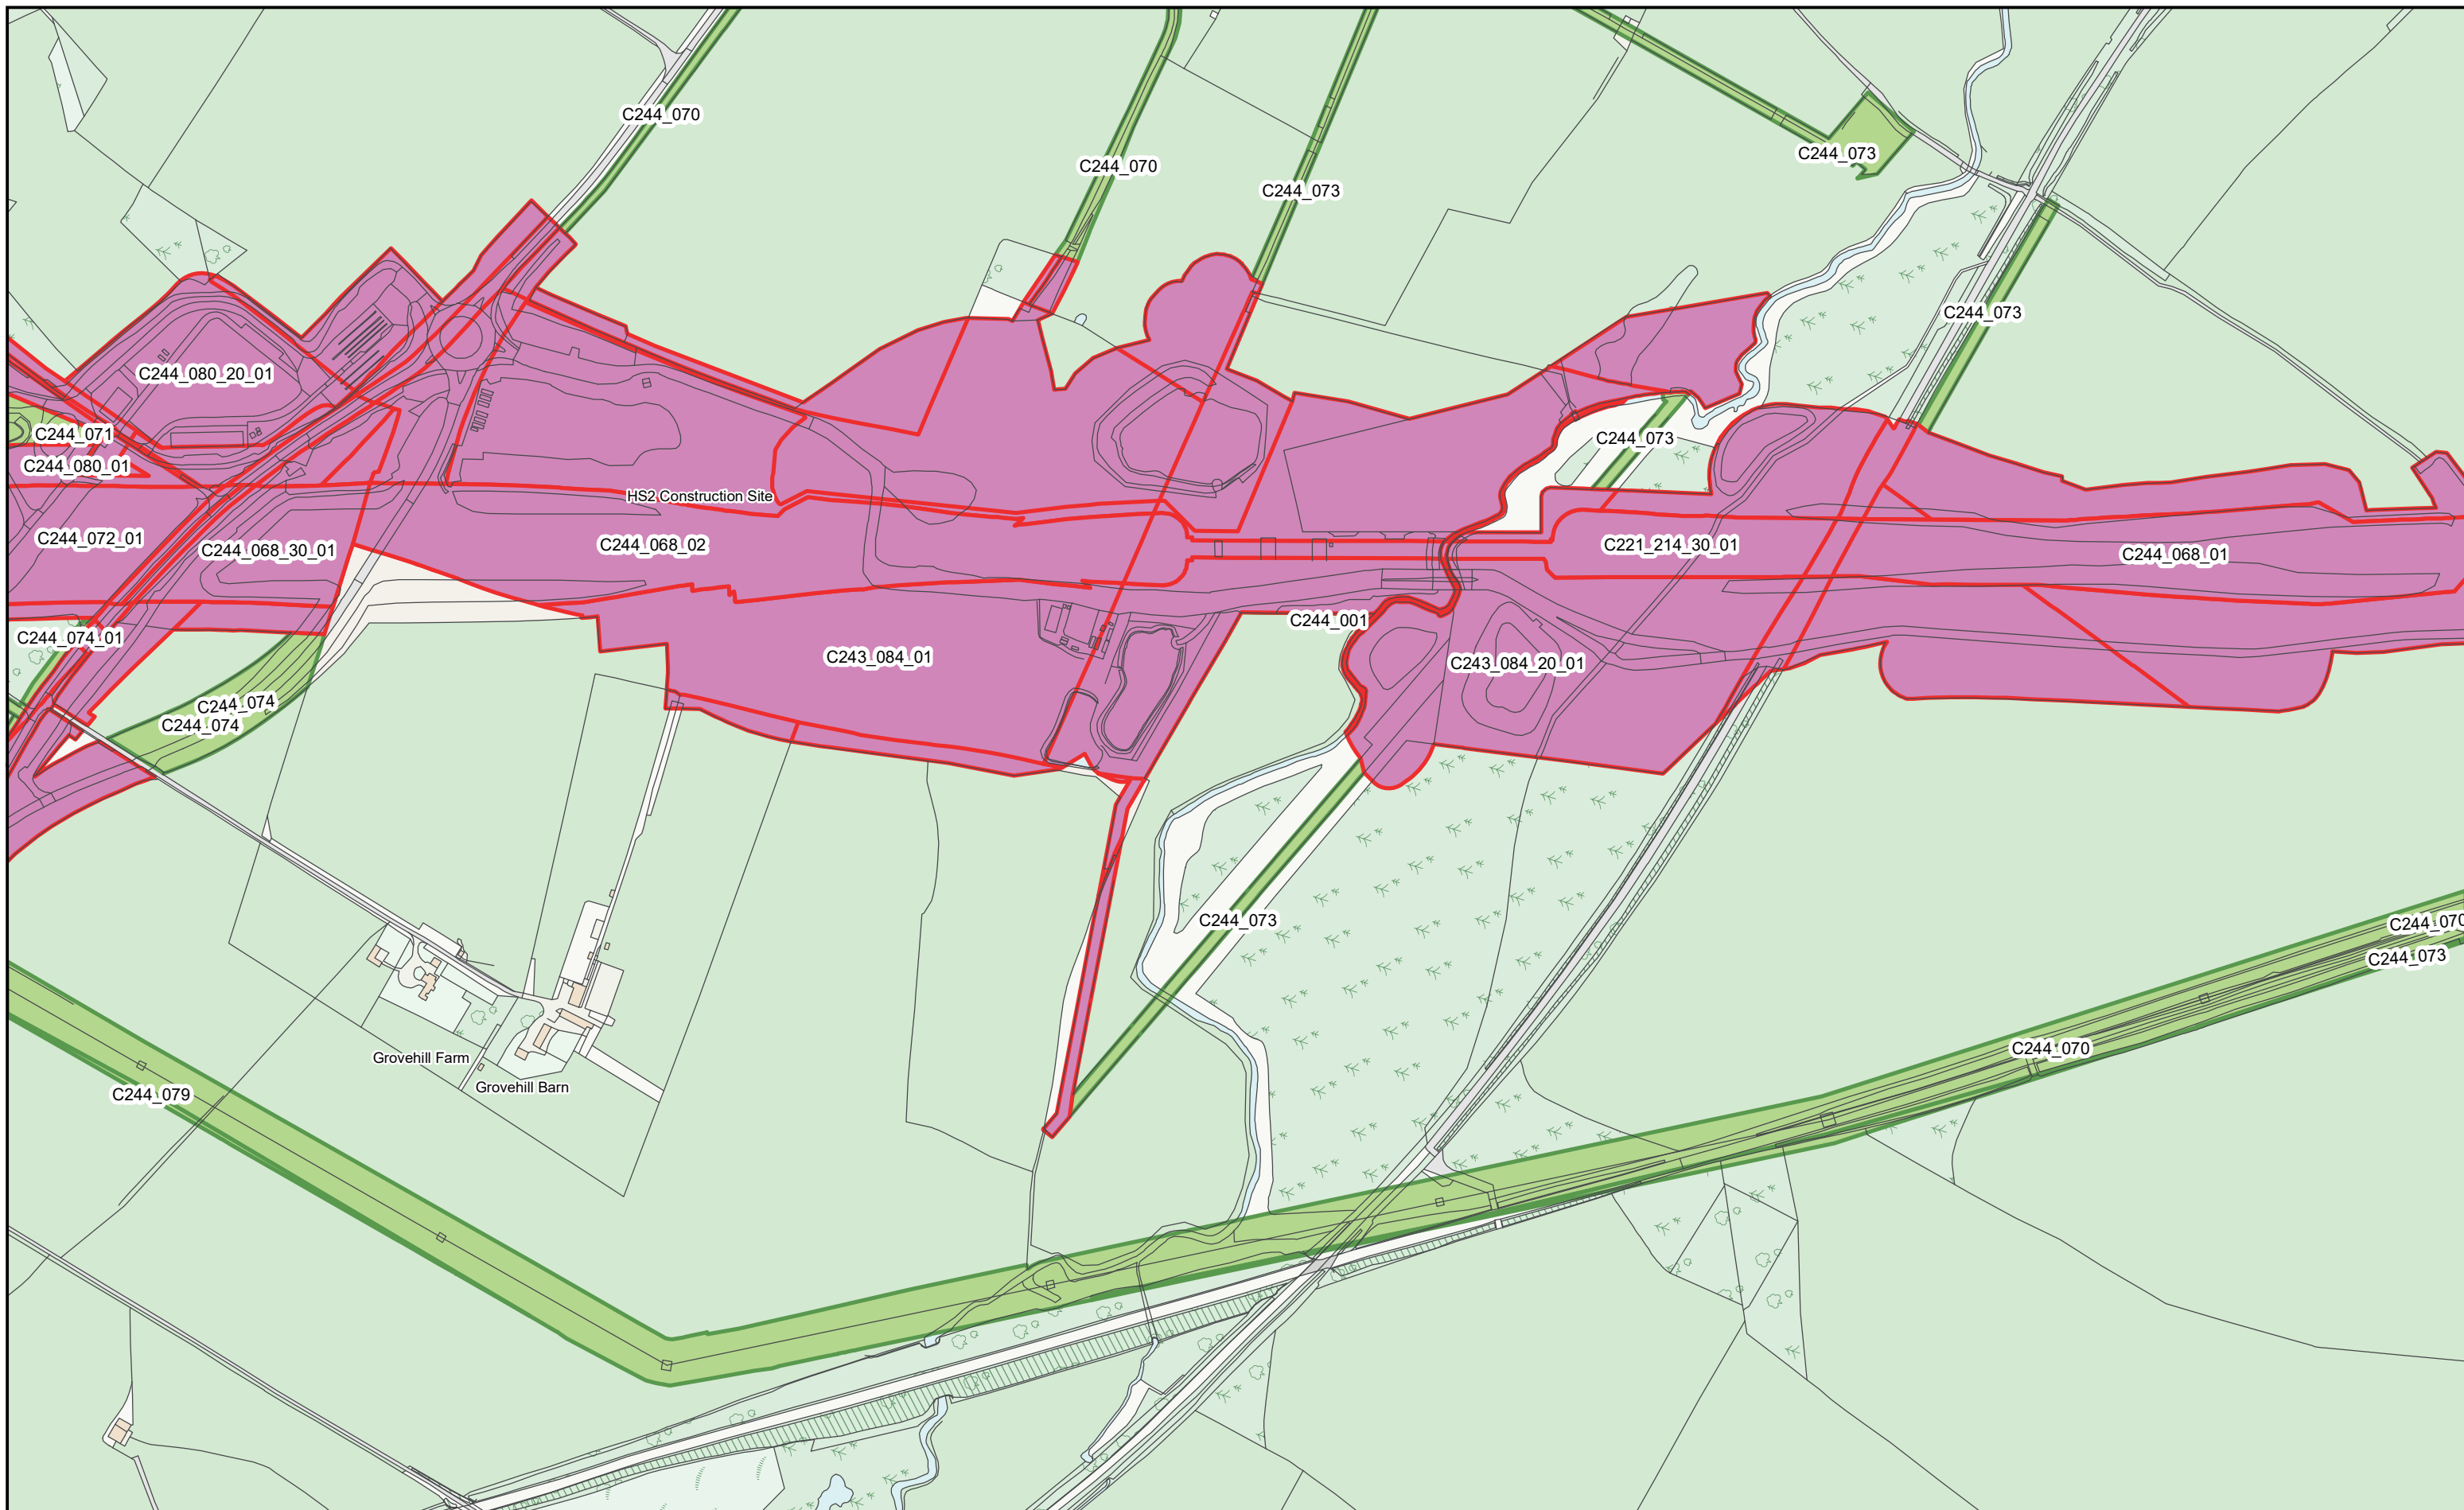 C244_070
C244_073
C244_070
C244_073
C244_073
C244_080_20_01
C244_071
C244_073
C244_080_01
HS2 Construction Site
C244_072_01
C244_068_30_01
C244_068_02
C221_214_30_01
C244_068_01
C244_001
C244_074_01
C243_084_01
C243_084_20_01
C244_074
C244_074
C244_073
C244_070
C244_073
C244_070
Grovehill Farm
Grovehill Barn
C244_079